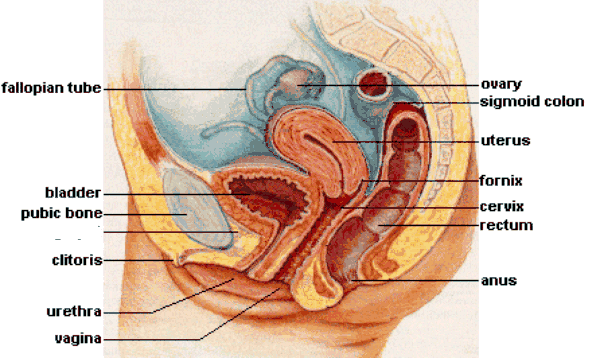 fallopian tube
bladder
pubic bone
clitoris
urethra
vagina
ovary
sigmoid colon
uterus
fornix
cervix
rectum
anus